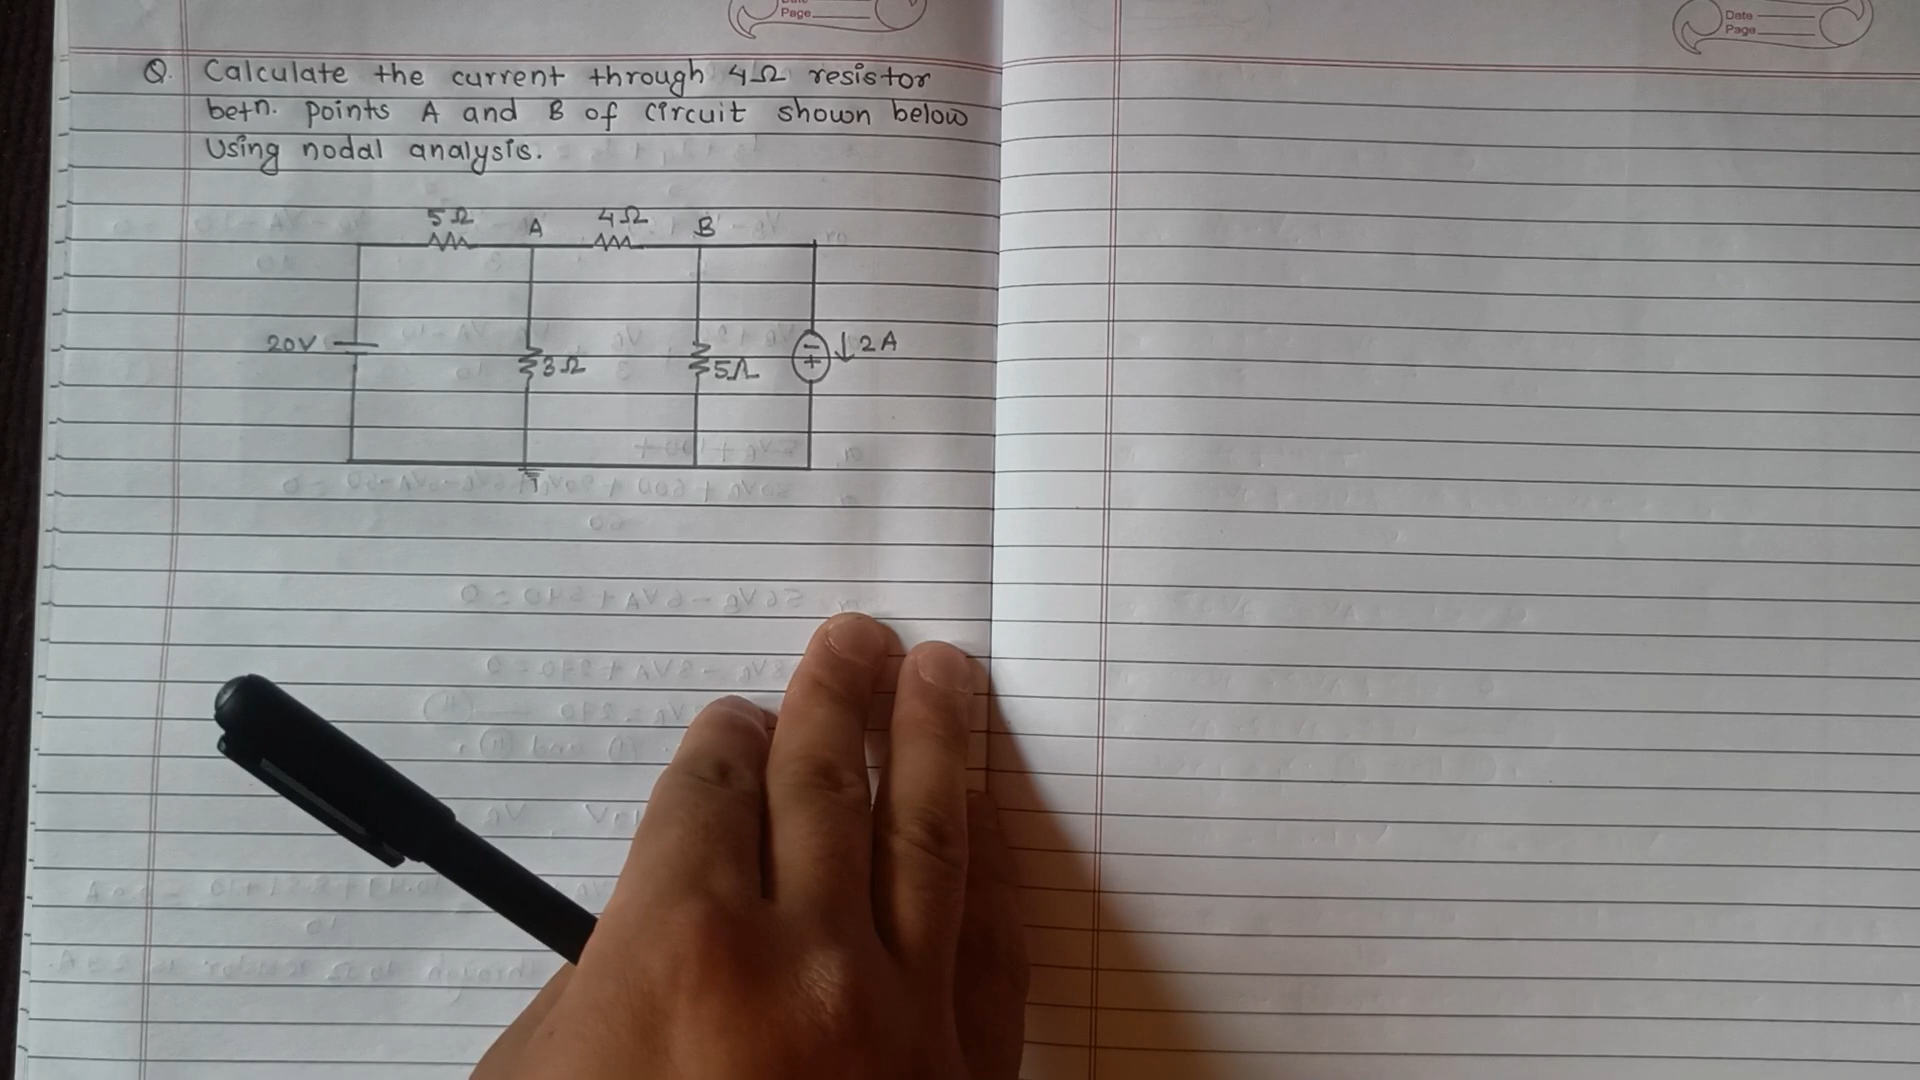 Date
Page
Date
Page
Q. Calculate the current through 4Ω resistor
betn. points A and B of circuit shown below
Using nodal analysis.
5Ω A 4Ω B
20V 3Ω 5Ω ↓2A